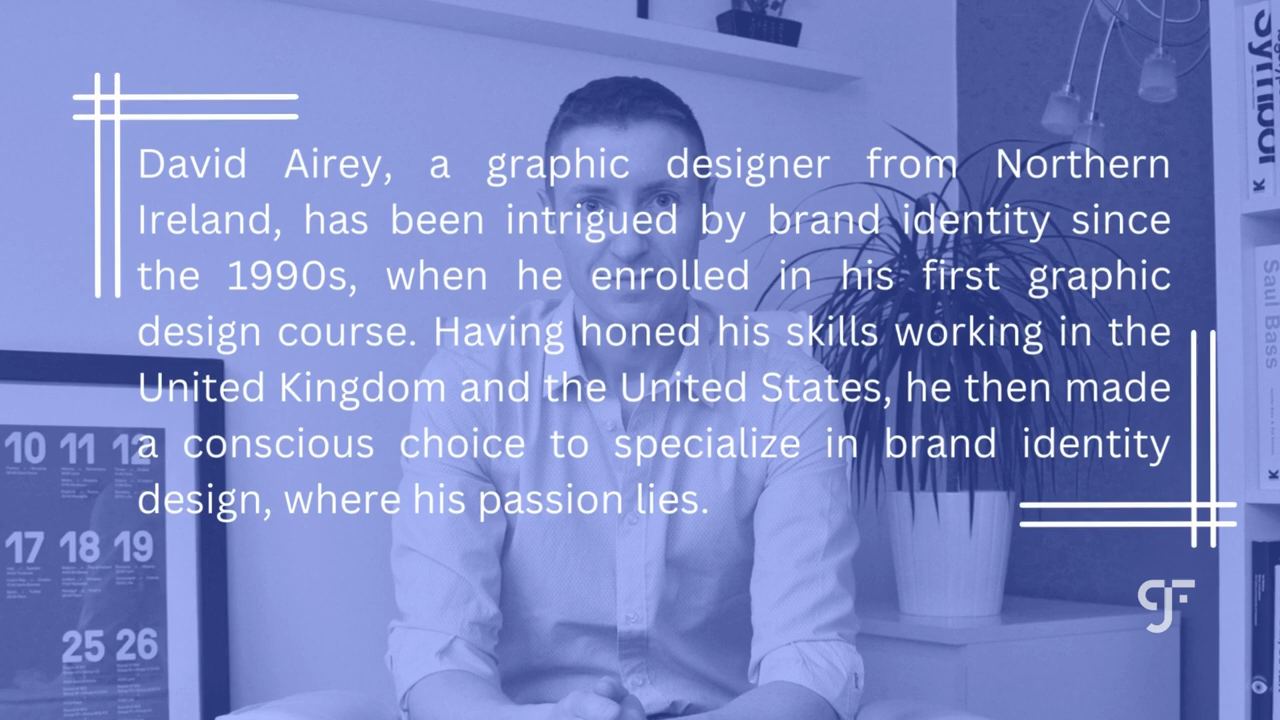 David Airey, a graphic designer from Northern
Ireland, has been intrigued by brand identity since
the 1990s, when he enrolled in his first graphic
design course. Having honed his skills working in the
United Kingdom and the United States, he then made
a conscious choice to specialize in brand identity
design, where his passion lies.
10 11 12
17 18 19
25 26
Symbol
K
Saul Bass
K
gF